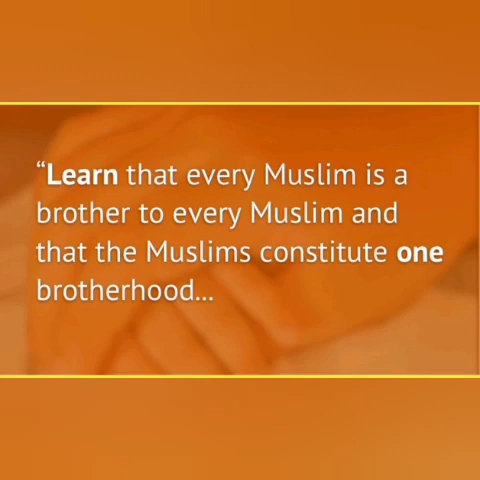 “Learn that every Muslim is a
brother to every Muslim and
that the Muslims constitute one
brotherhood...